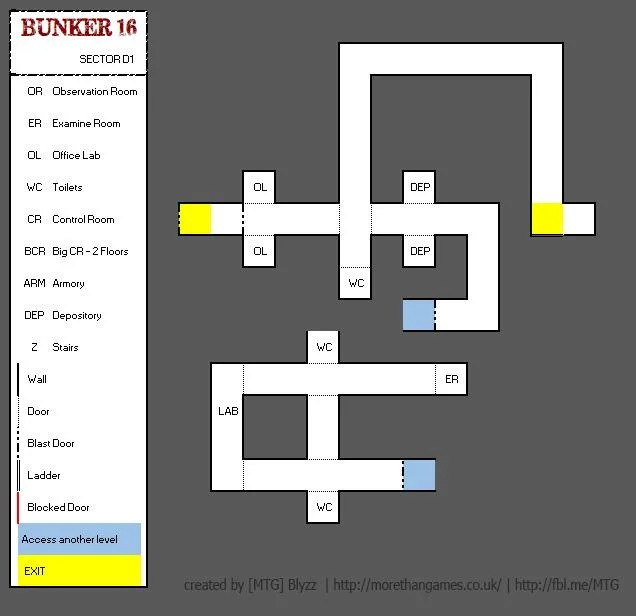 BUNKER 16
SECTOR D1
OR Observation Room
ER Examine Room
OL Office Lab
WC Toilets
CR Control Room
BCR Big CR - 2 Floors
ARM Armory
DEP Depository
Z Stairs
Wall
Door
Blast Door
Ladder
Blocked Door
Access another level
EXIT
OL
DEP
OL
DEP
WC
WC
ER
LAB
WC
created by [MTG] Blyzz | http://morethangames.co.uk/ | http://fbl.me/MTG